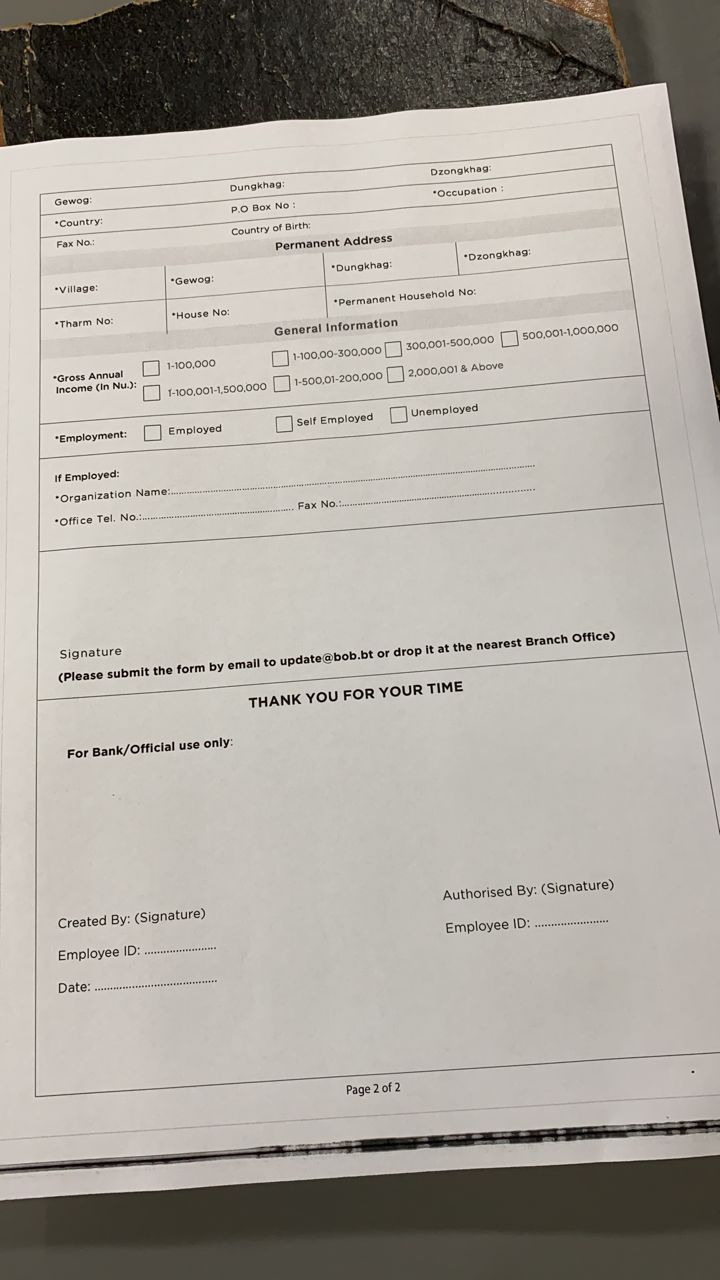 Gewog: Dungkhag: Dzongkhag:
*Country: P.O Box No : *Occupation :
Fax No.: Country of Birth:
Permanent Address
*Village: *Gewog: *Dungkhag: *Dzongkhag:
*Tharm No: *House No: *Permanent Household No:
General Information
*Gross Annual Income (In Nu.): 1-100,000 1-100,00-300,000 300,001-500,000 500,001-1,000,000
1-100,001-1,500,000 1-500,01-200,000 2,000,001 & Above
*Employment: Employed Self Employed Unemployed
If Employed:
*Organization Name:..........................................................................................
*Office Tel. No.:.................................................. Fax No.:..................................................
Signature
(Please submit the form by email to update@bob.bt or drop it at the nearest Branch Office)
THANK YOU FOR YOUR TIME
For Bank/Official use only:
Created By: (Signature) Authorised By: (Signature)
Employee ID: ...................... Employee ID: ......................
Date: .....................................
Page 2 of 2